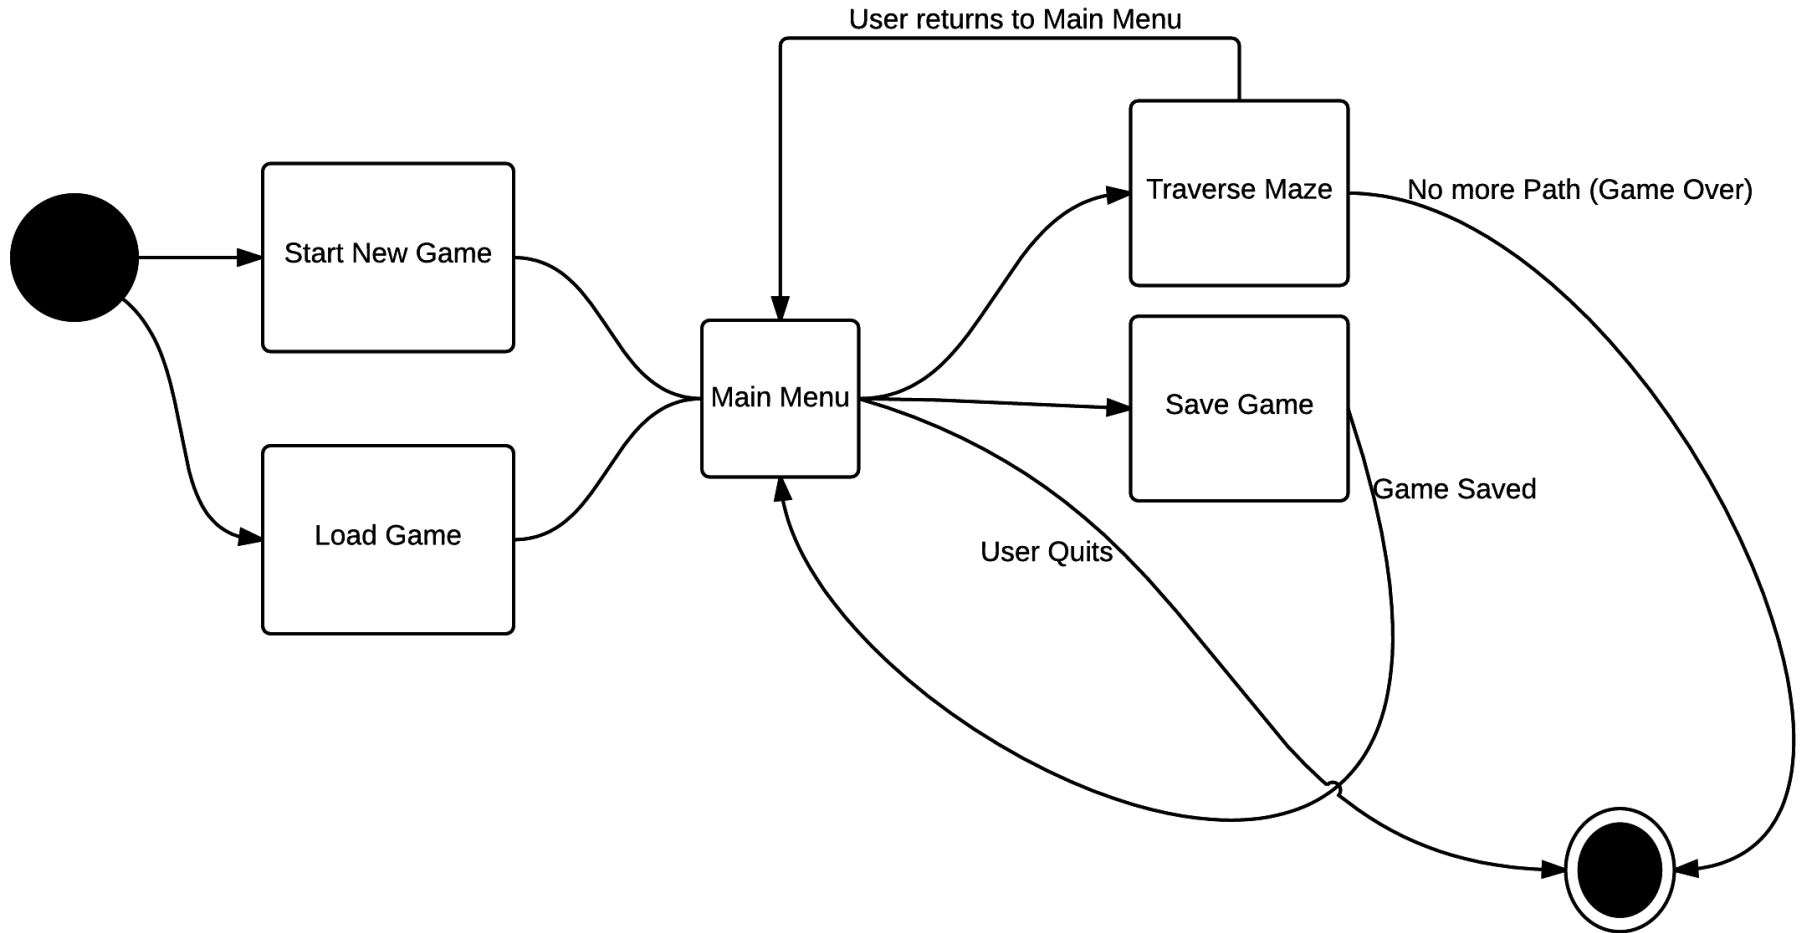 User returns to Main Menu
Traverse Maze
No more Path (Game Over)
Start New Game
Main Menu
Save Game
Game Saved
Load Game
User Quits